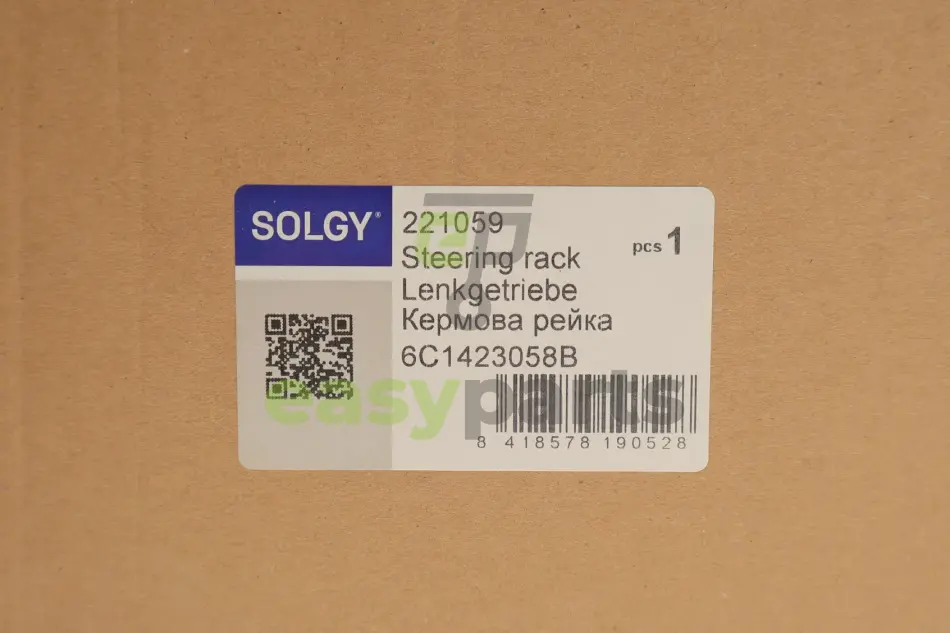 SOLGY®
221059
pcs 1
Steering rack
Lenkgetriebe
Кермова рейка
6C1423058B
easyparts
8 418578 190528